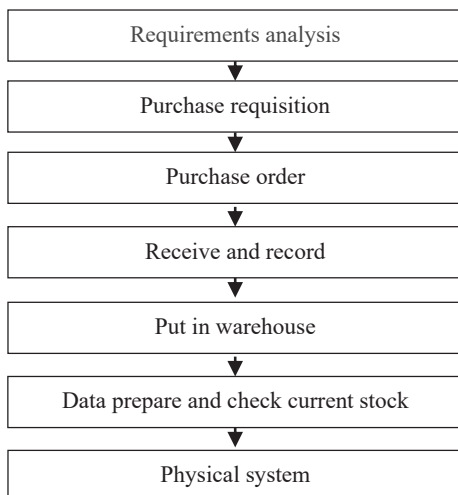 Requirements analysis
Purchase requisition
Purchase order
Receive and record
Put in warehouse
Data prepare and check current stock
Physical system